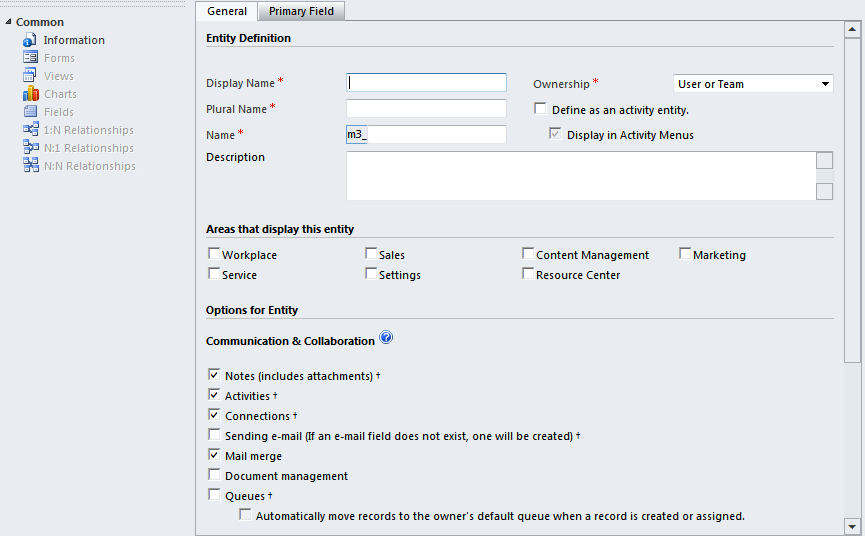 Common
Information
Forms
Views
Charts
Fields
1:N Relationships
N:1 Relationships
N:N Relationships
General Primary Field
Entity Definition
Display Name * Ownership * User or Team
Plural Name * Define as an activity entity.
Name * m3_ Display in Activity Menus
Description
Areas that display this entity
Workplace Sales Content Management Marketing
Service Settings Resource Center
Options for Entity
Communication & Collaboration ?
Notes (includes attachments) †
Activities †
Connections †
Sending e-mail (If an e-mail field does not exist, one will be created) †
Mail merge
Document management
Queues †
Automatically move records to the owner's default queue when a record is created or assigned.